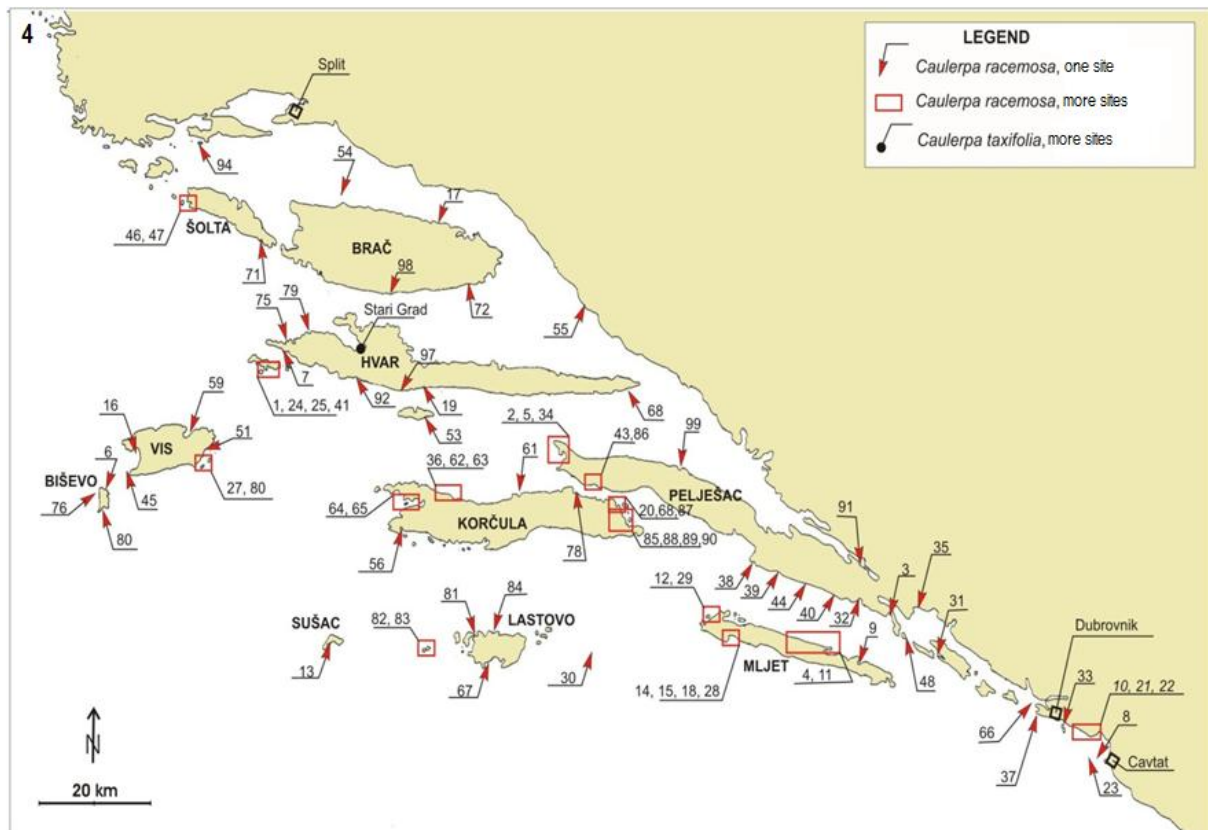 4
LEGEND
Caulerpa racemosa, one site
Caulerpa racemosa, more sites
Caulerpa taxifolia, more sites
Split
94
54
17
46, 47
ŠOLTA
BRAČ
71
98
72
75
79
Stari Grad
55
HVAR
97
7
1, 24, 25, 41
92
19
68
53
59
16
51
VIS
6
BIŠEVO
76
45
27, 80
80
2, 5, 34
43,86
99
61
36, 62, 63
PELJEŠAC
64, 65
KORČULA
20,68,87
85,88,89,90
56
78
91
3
35
38
39
44
40
32
12, 29
31
81
84
SUŠAC
82, 83
LASTOVO
9
Dubrovnik
13
67
30
MLJET
14, 15, 18, 28
4, 11
48
33
10, 21, 22
66
8
37
Cavtat
23
N
20 km